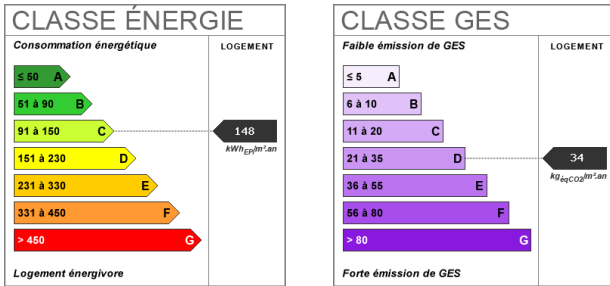 CLASSE ÉNERGIE
Consommation énergétique
LOGEMENT
≤ 50 A
51 à 90 B
91 à 150 C
148
kWhEP/m².an
151 à 230 D
231 à 330 E
331 à 450 F
> 450 G
Logement énergivore
CLASSE GES
Faible émission de GES
LOGEMENT
≤ 5 A
6 à 10 B
11 à 20 C
21 à 35 D
34
kgéqCO2/m².an
36 à 55 E
56 à 80 F
> 80 G
Forte émission de GES